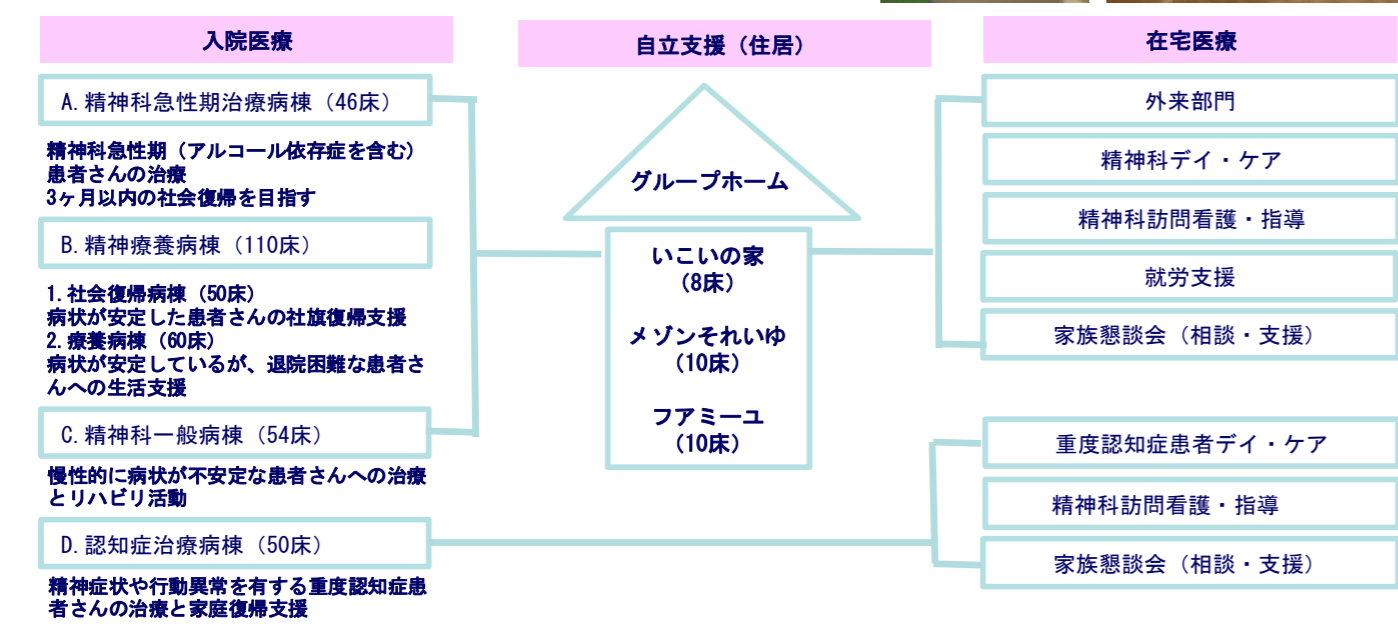 入院医療
A.精神科急性期治療病棟（46床）
精神科急性期（アルコール依存症を含む）
患者さんの治療
3ヶ月以内の社会復帰を目指す
B.精神療養病棟（110床）
1.社会復帰病棟（50床）
病状が安定した患者さんの社旗復帰支援
2.療養病棟（60床）
病状が安定しているが、退院困難な患者さ
んへの生活支援
C.精神科一般病棟（54床）
慢性的に病状が不安定な患者さんへの治療
とリハビリ活動
D.認知症治療病棟（50床）
精神症状や行動異常を有する重度認知症患
者さんの治療と家庭復帰支援
自立支援（住居）
グループホーム
いこいの家
（8床）
メゾンそれいゆ
（10床）
フアミーユ
（10床）
在宅医療
外来部門
精神科デイ・ケア
精神科訪問看護・指導
就労支援
家族懇談会（相談・支援）
重度認知症患者デイ・ケア
精神科訪問看護・指導
家族懇談会（相談・支援）